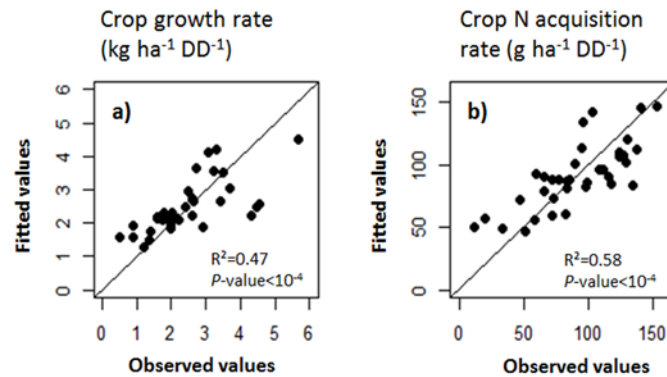 Crop growth rate
(kg ha⁻¹ DD⁻¹)
Crop N acquisition
rate (g ha⁻¹ DD⁻¹)
a)
Fitted values
6
5
4
3
2
1
0
R²=0.47
P-value<10⁻⁴
0 1 2 3 4 5 6
Observed values
b)
Fitted values
150
100
50
0
R²=0.58
P-value<10⁻⁴
0 50 100 150
Observed values